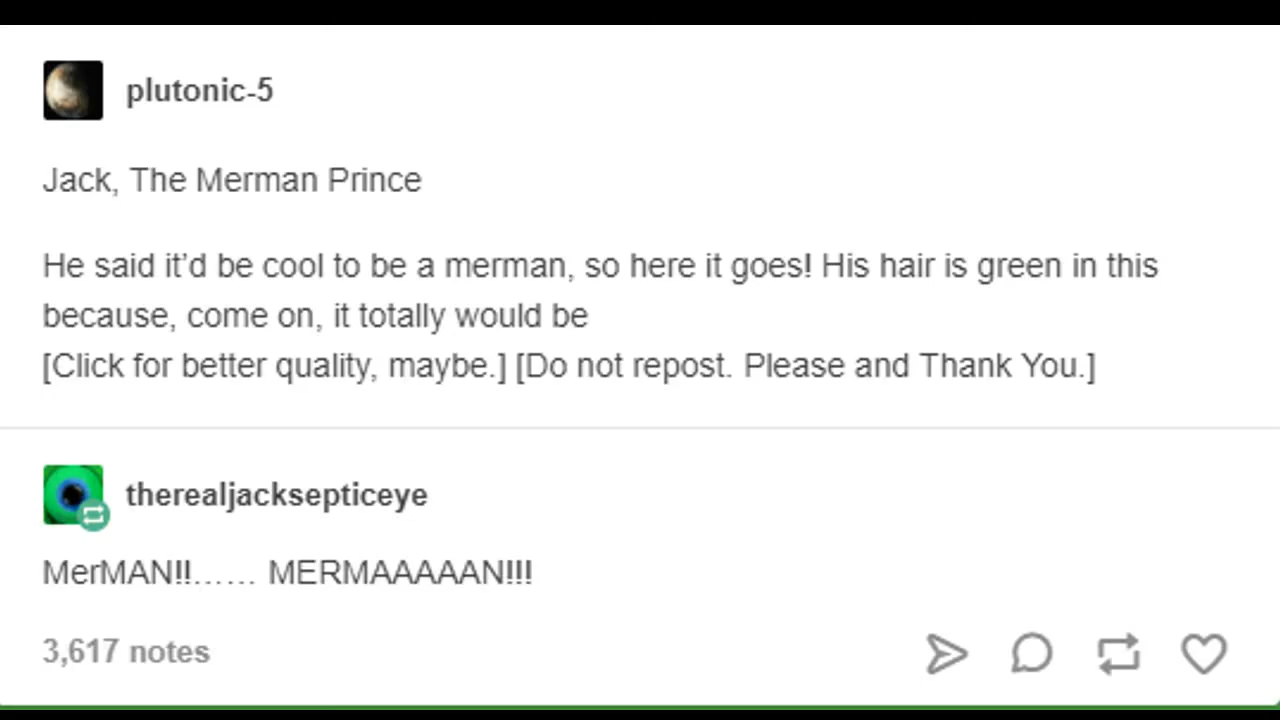 plutonic-5
Jack, The Merman Prince
He said it’d be cool to be a merman, so here it goes! His hair is green in this
because, come on, it totally would be
[Click for better quality, maybe.] [Do not repost. Please and Thank You.]
therealjacksepticeye
MerMAN!!…… MERMAAAAAN!!!
3,617 notes